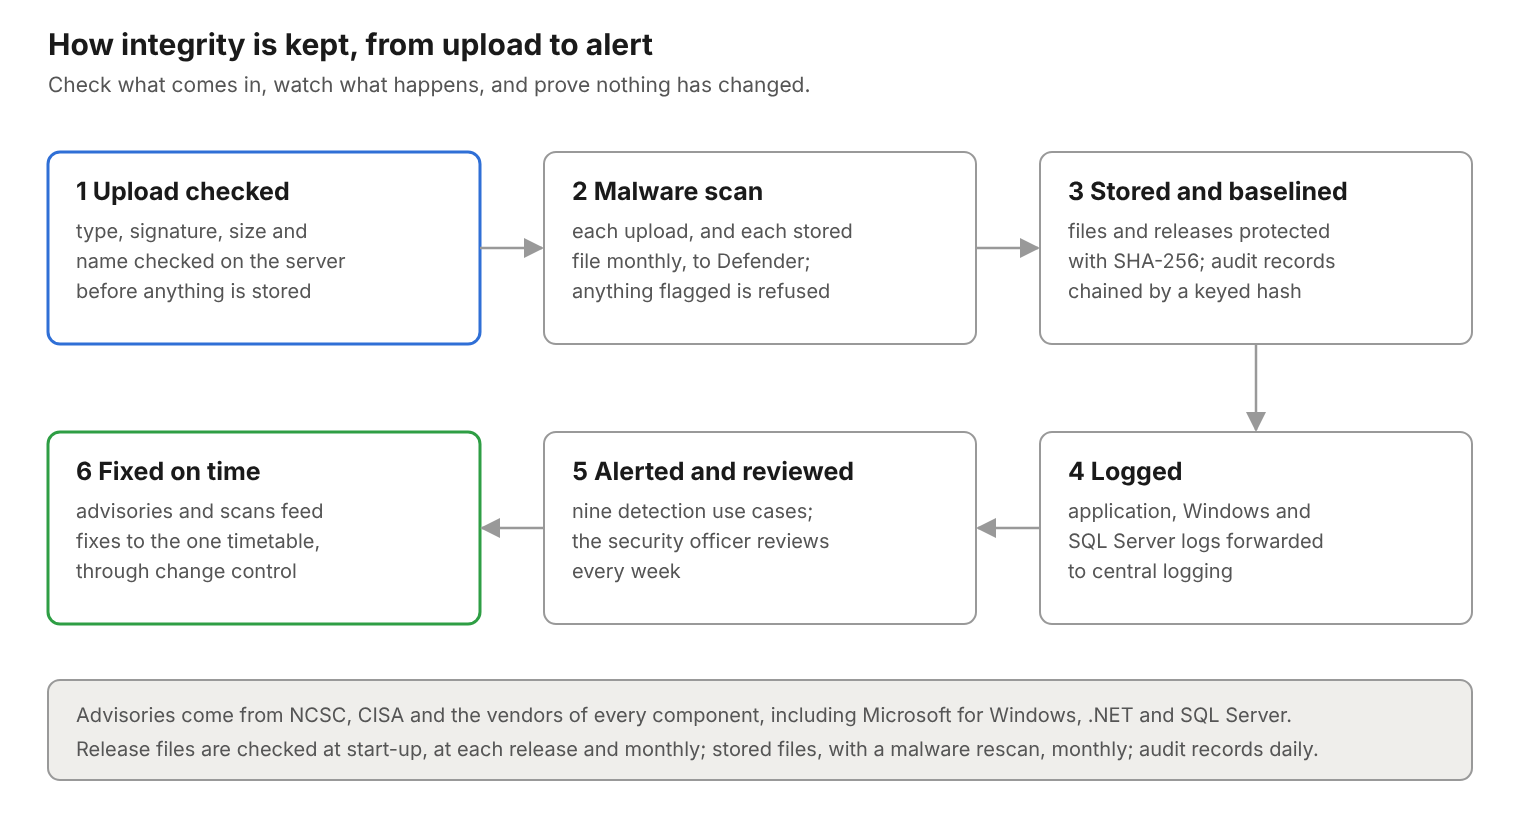 How integrity is kept, from upload to alert
Check what comes in, watch what happens, and prove nothing has changed.
1 Upload checked
type, signature, size and
name checked on the server
before anything is stored
2 Malware scan
each upload, and each stored
file monthly, to Defender;
anything flagged is refused
3 Stored and baselined
files and releases protected
with SHA-256; audit records
chained by a keyed hash
4 Logged
application, Windows and
SQL Server logs forwarded
to central logging
5 Alerted and reviewed
nine detection use cases;
the security officer reviews
every week
6 Fixed on time
advisories and scans feed
fixes to the one timetable,
through change control
Advisories come from NCSC, CISA and the vendors of every component, including Microsoft for Windows, .NET and SQL Server.
Release files are checked at start-up, at each release and monthly; stored files, with a malware rescan, monthly; audit records daily.